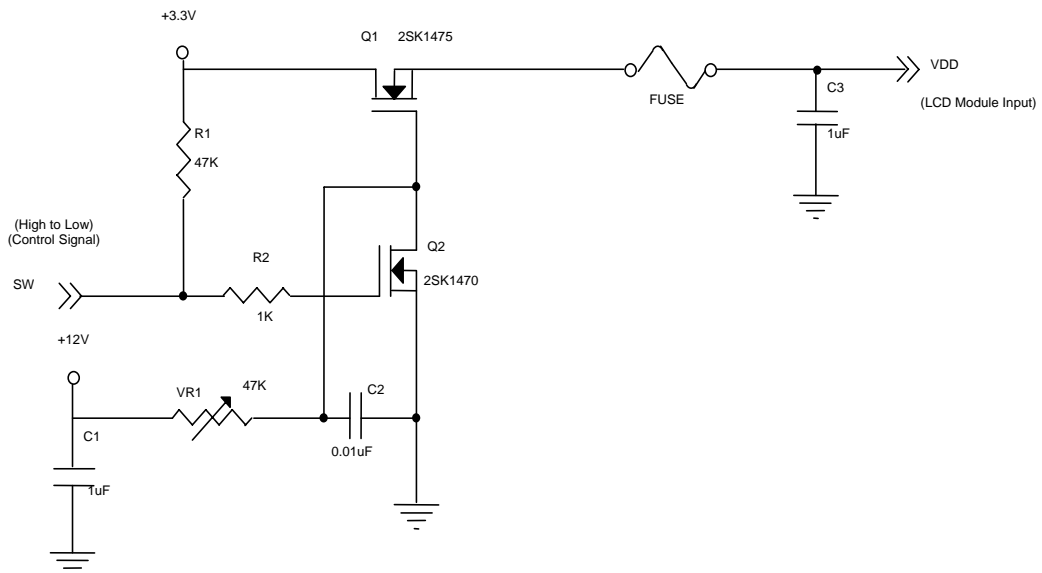 +3.3V
Q1 2SK1475
FUSE
VDD
(LCD Module Input)
C3
1uF
R1
47K
(High to Low)
(Control Signal)
SW
R2
1K
Q2
2SK1470
+12V
VR1
47K
C2
0.01uF
C1
1uF